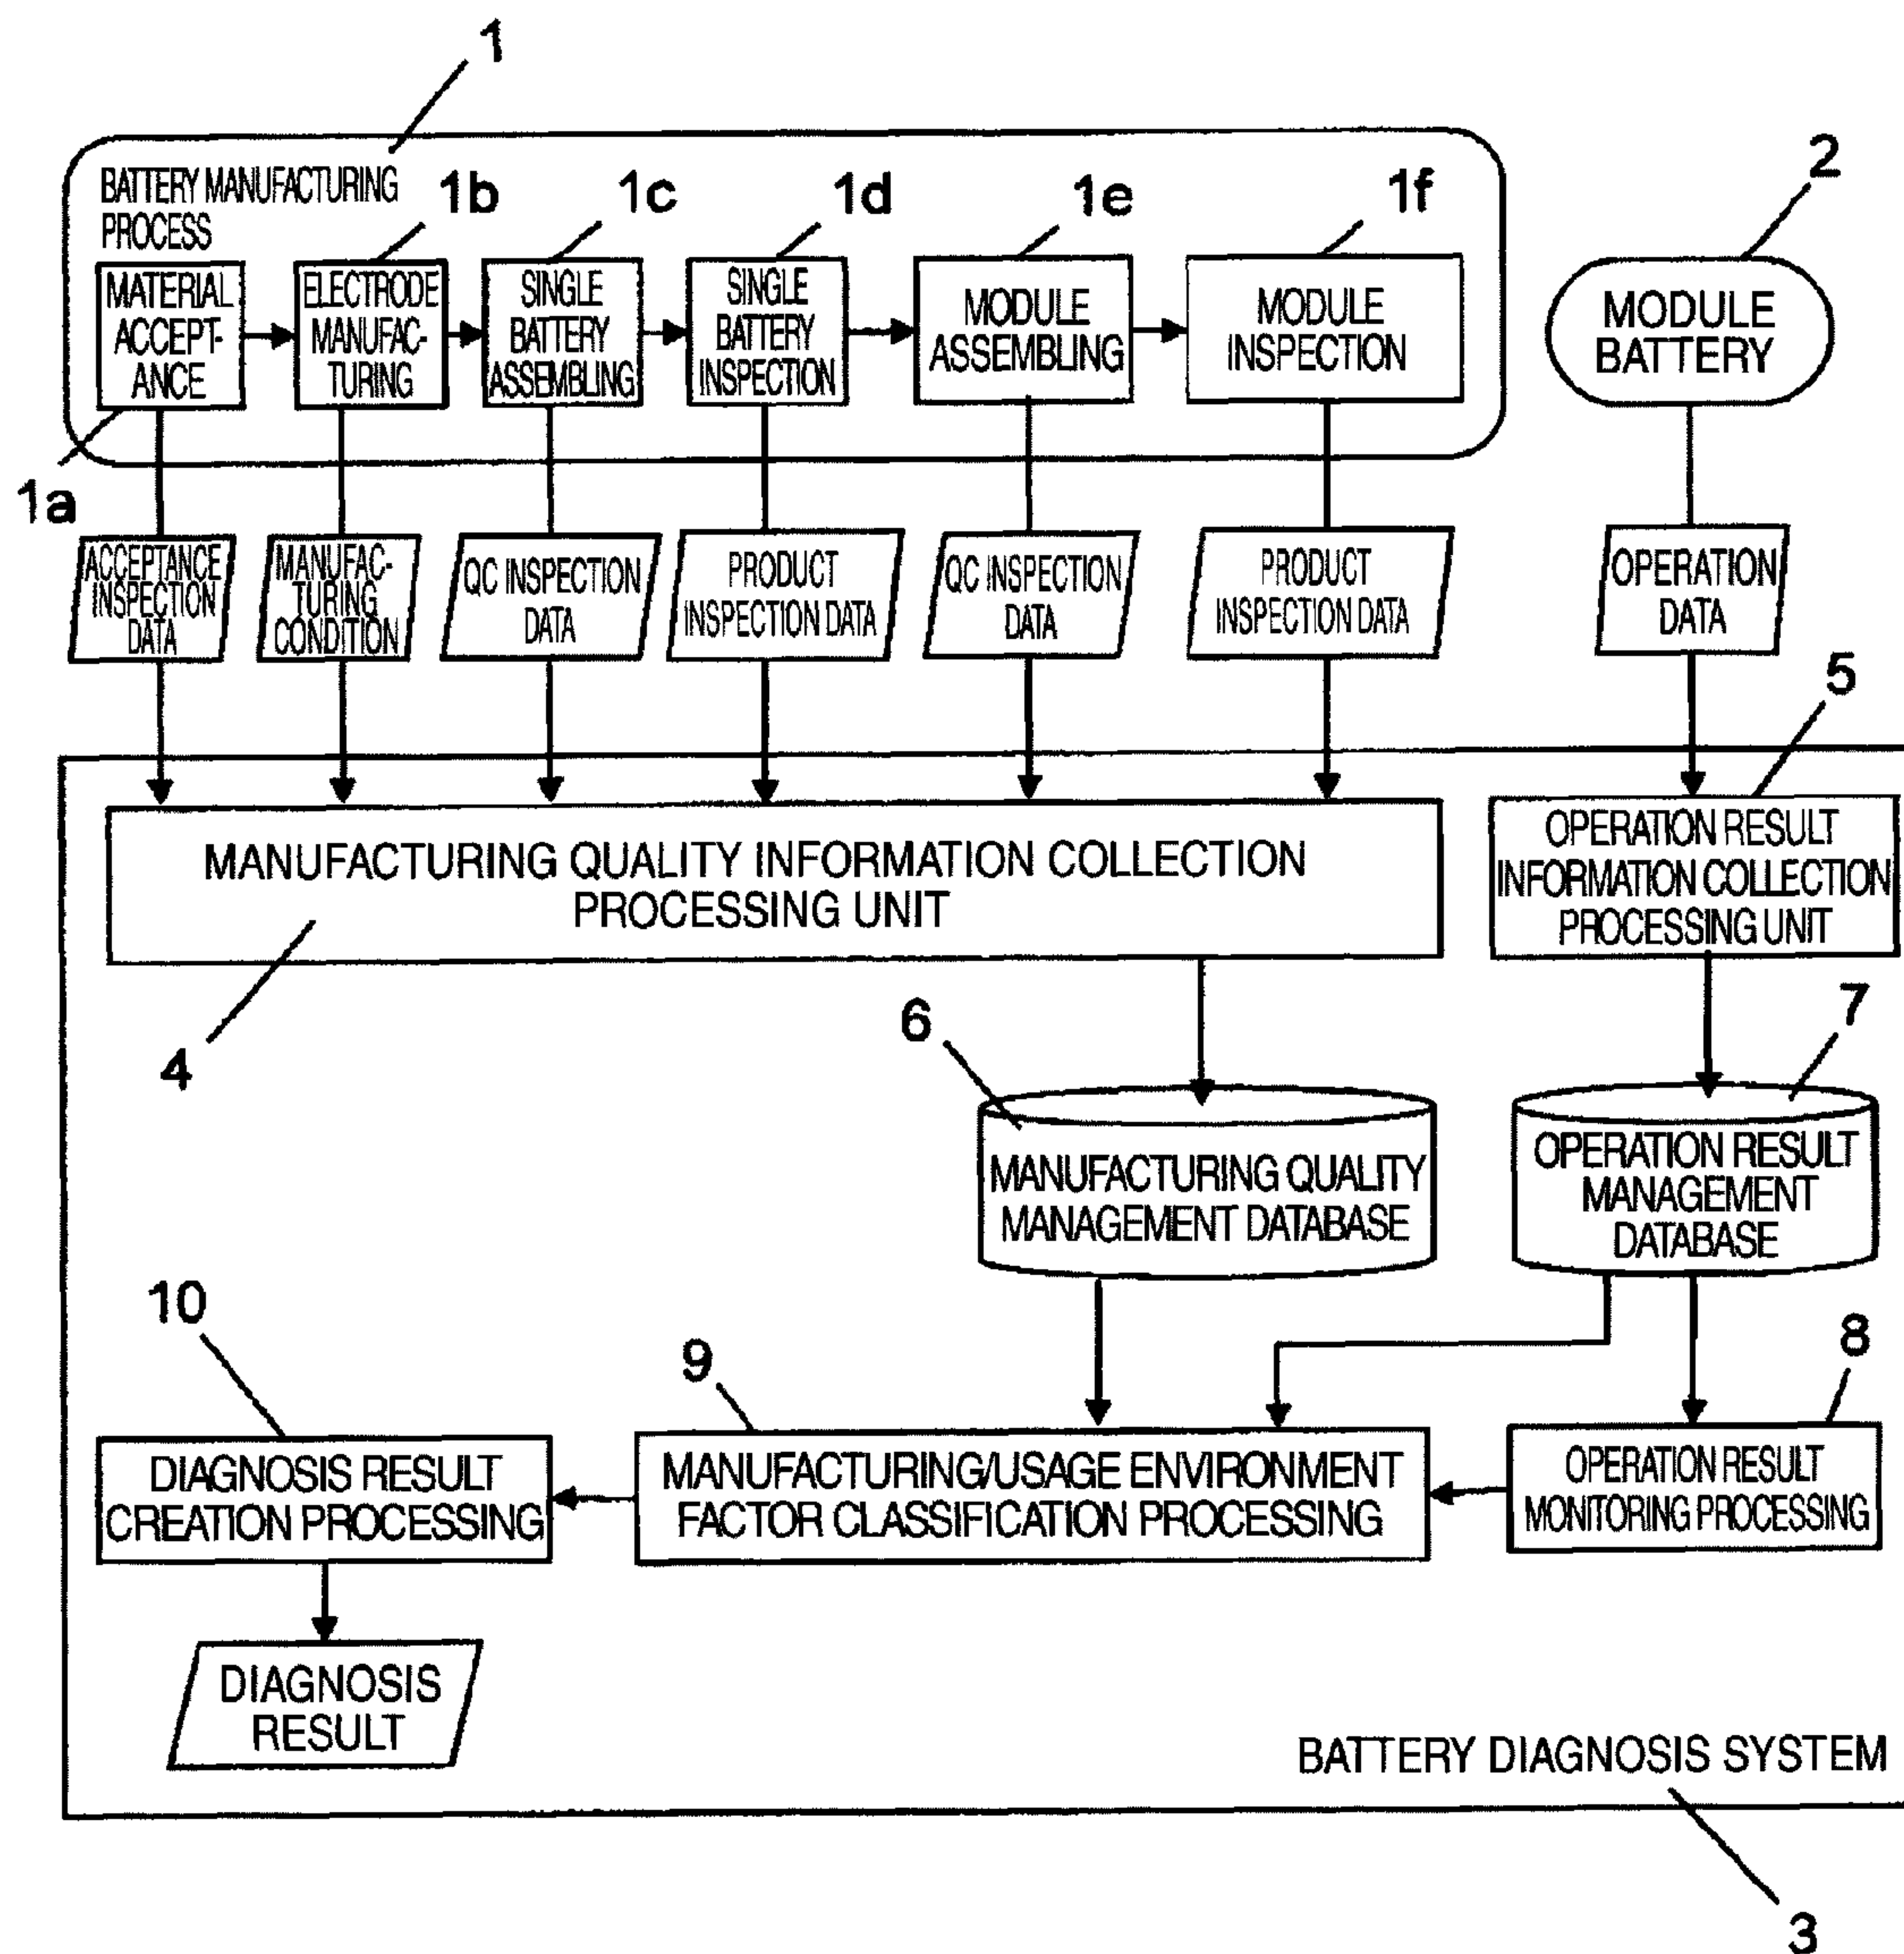 1
BATTERY MANUFACTURING
PROCESS
1b
1c
1d
1e
1f
2
MATERIAL
ACCEPT-
ANCE
ELECTRODE
MANUFAC-
TURING
SINGLE
BATTERY
ASSEMBLING
SINGLE
BATTERY
INSPECTION
MODULE
ASSEMBLING
MODULE
INSPECTION
MODULE
BATTERY
1a
ACCEPTANCE
INSPECTION
DATA
MANUFAC-
TURING
CONDITION
QC INSPECTION
DATA
PRODUCT
INSPECTION DATA
QC INSPECTION
DATA
PRODUCT
INSPECTION DATA
OPERATION
DATA
5
MANUFACTURING QUALITY INFORMATION COLLECTION
PROCESSING UNIT
OPERATION RESULT
INFORMATION COLLECTION
PROCESSING UNIT
4
6
7
MANUFACTURING QUALITY
MANAGEMENT DATABASE
OPERATION RESULT
MANAGEMENT
DATABASE
10
9
8
DIAGNOSIS RESULT
CREATION PROCESSING
MANUFACTURING/USAGE ENVIRONMENT
FACTOR CLASSIFICATION PROCESSING
OPERATION RESULT
MONITORING PROCESSING
DIAGNOSIS
RESULT
BATTERY DIAGNOSIS SYSTEM
3